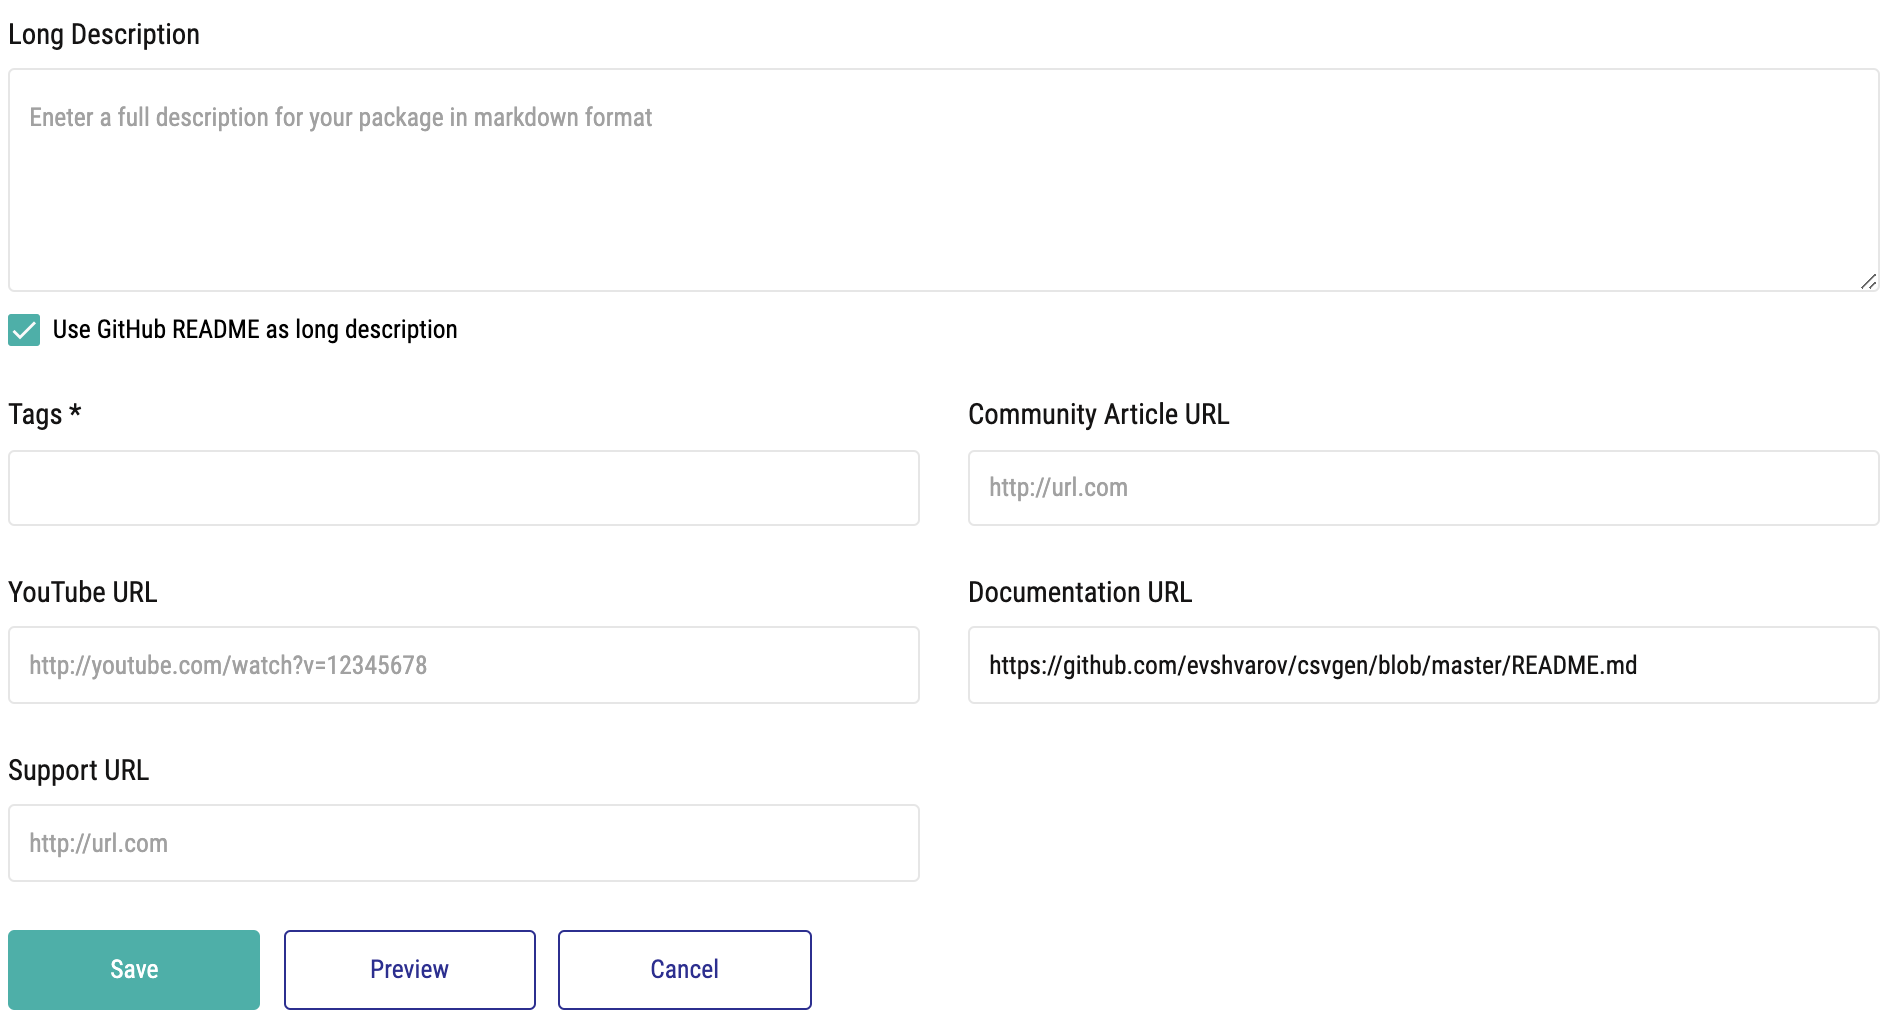 Long Description
Eneter a full description for your package in markdown format
Use GitHub README as long description
Tags *
Community Article URL
http://url.com
YouTube URL
Documentation URL
http://youtube.com/watch?v=12345678
https://github.com/evshvarov/csvgen/blob/master/README.md
Support URL
http://url.com
Save
Preview
Cancel